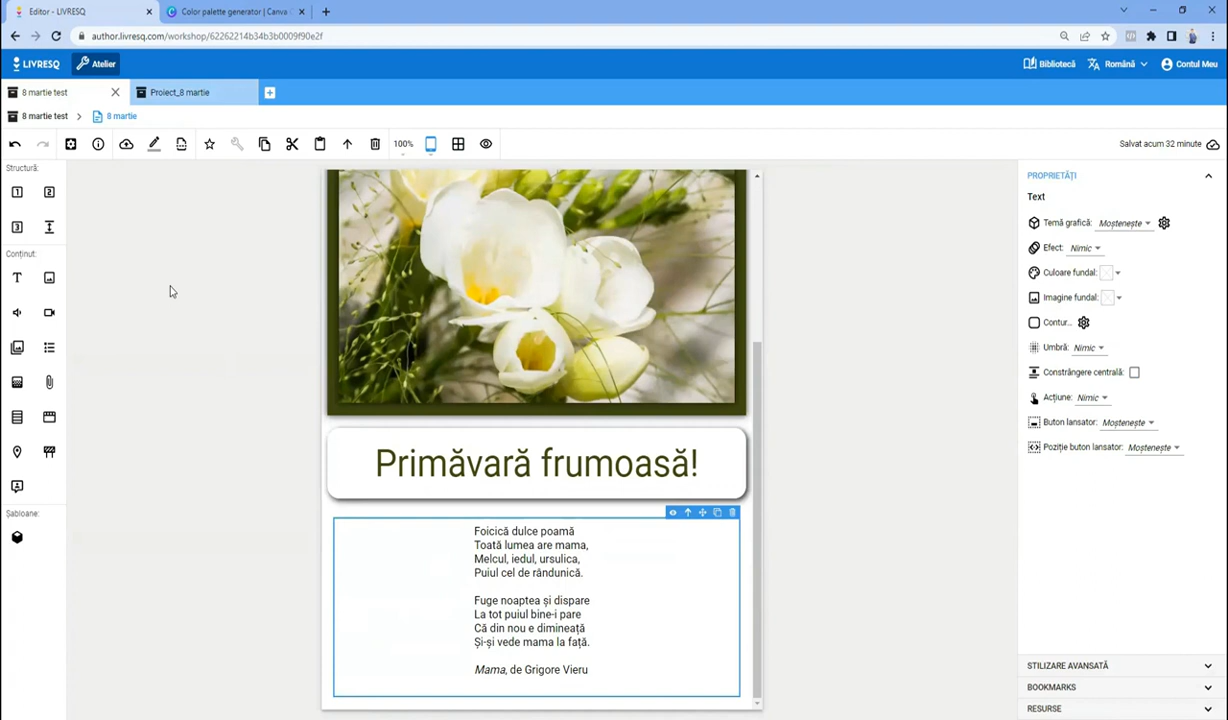 Editor - LIVRESQ
Color palette generator | Canva C
author.livresq.com/workshop/62262214b34b3b0009f90e2f
LIVRESQ Atelier Bibliotecă Română Contul Meu
8 martie test Proiect_8 martie
8 martie test 8 martie
100% Salvat acum 32 minute
Structură:
Conținut:
Șabloane:
Primăvară frumoasă!
Foicică dulce poamă
Toată lumea are mama,
Melcul, iedul, ursulica,
Puiul cel de rândunică.
Fuge noaptea și dispare
La tot puiul bine-i pare
Că din nou e dimineață
Și-și vede mama la față.
Mama, de Grigore Vieru
PROPRIETĂȚI
Text
Temă grafică: Moștenește
Efect: Nimic
Culoare fundal:
Imagine fundal:
Contur...
Umbră: Nimic
Constrângere centrală:
Acțiune: Nimic
Buton lansator: Moștenește
Poziție buton lansator: Moștenește
STILIZARE AVANSATĂ
BOOKMARKS
RESURSE